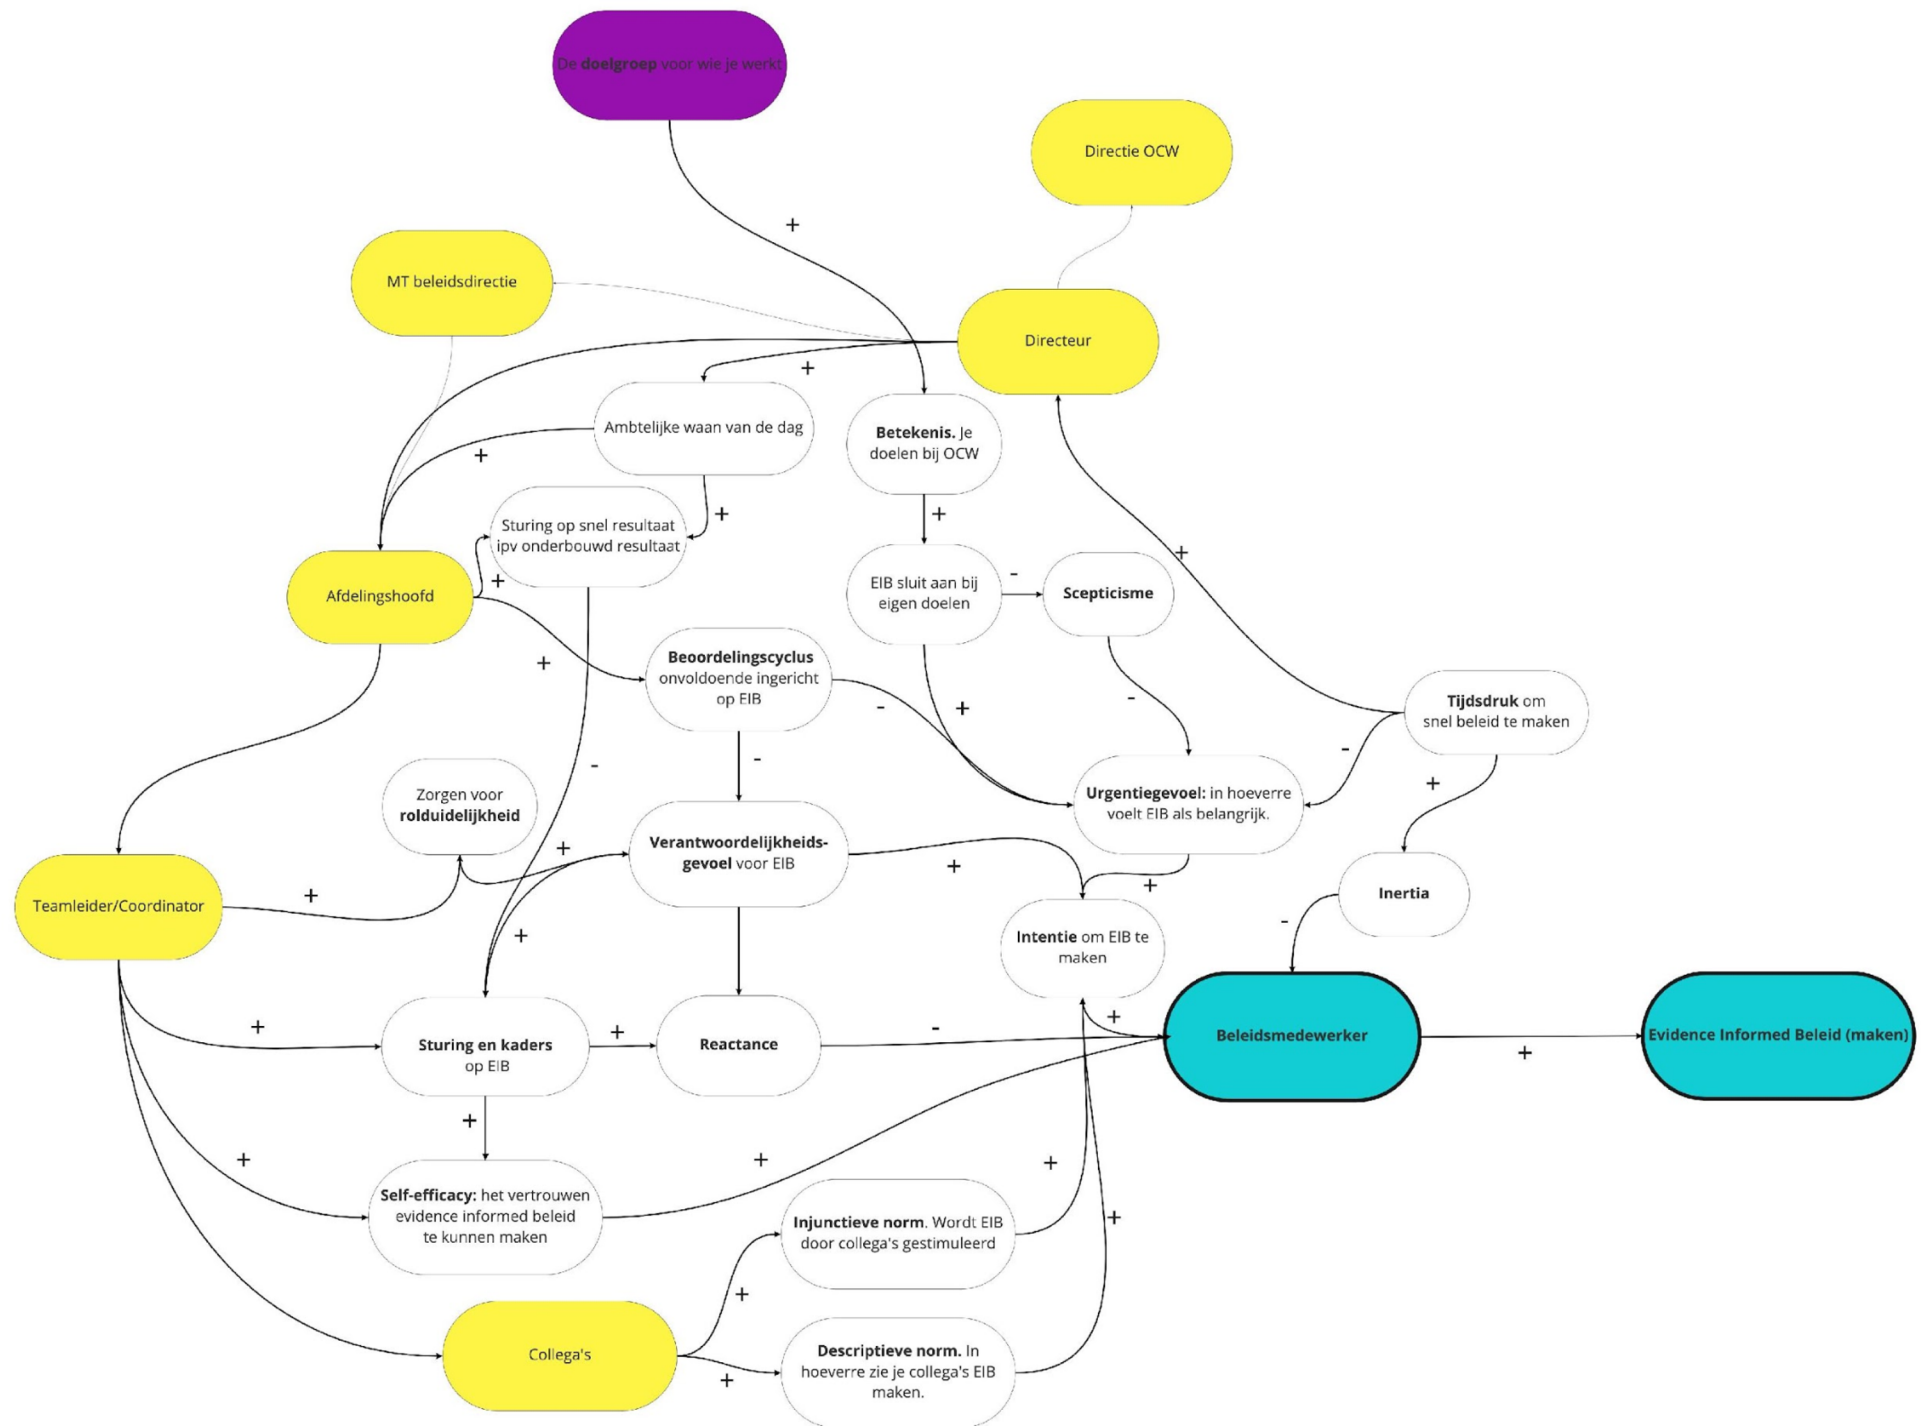 De doelgroep voor wie je werkt
Directie OCW
+
MT beleidsdirectie
Directeur
+
Ambtelijke waan van de dag
Betekenis. Je
doelen bij OCW
+
Sturing op snel resultaat
ipv onderbouwd resultaat
+
+
+
Afdelingshoofd
+
EIB sluit aan bij
eigen doelen
-
Scepticisme
+
Beoordelingscyclus
onvoldoende ingericht
op EIB
-
+
-
Tijdsdruk om
snel beleid te maken
-
-
-
+
Zorgen voor
rolduidelijkheid
Urgentiegevoel: in hoeverre
voelt EIB als belangrijk.
Verantwoordelijkheids-
gevoel voor EIB
+
+
+
Teamleider/Coordinator
+
Inertia
-
+
Intentie om EIB te
maken
+
+
Sturing en kaders
op EIB
+
Reactance
-
Beleidsmedewerker
+
Evidence Informed Beleid (maken)
+
+
+
+
Self-efficacy: het vertrouwen
evidence informed beleid
te kunnen maken
Injunctieve norm. Wordt EIB
door collega's gestimuleerd
+
+
Collega's
+
Descriptieve norm. In
hoeverre zie je collega's EIB
maken.